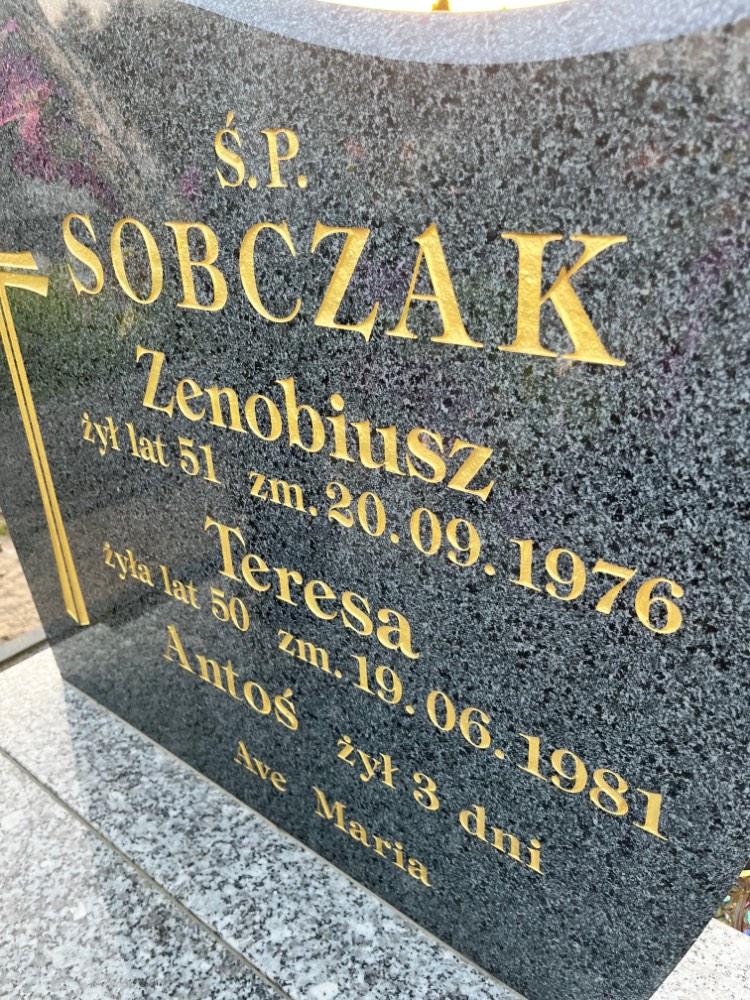 Ś.P.
SOBCZAK
Zenobiusz
żył lat 51 zm. 20.09.1976
Teresa
żyła lat 50 zm. 19.06.1981
Antoś żył 3 dni
Ave Maria